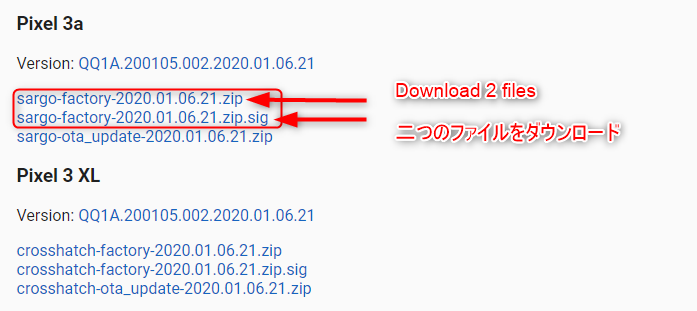 Pixel 3a
Version: QQ1A.200105.002.2020.01.06.21
sargo-factory-2020.01.06.21.zip
Download 2 files
sargo-factory-2020.01.06.21.zip.sig
二つのファイルをダウンロード
sargo-ota_update-2020.01.06.21.zip
Pixel 3 XL
Version: QQ1A.200105.002.2020.01.06.21
crosshatch-factory-2020.01.06.21.zip
crosshatch-factory-2020.01.06.21.zip.sig
crosshatch-ota_update-2020.01.06.21.zip